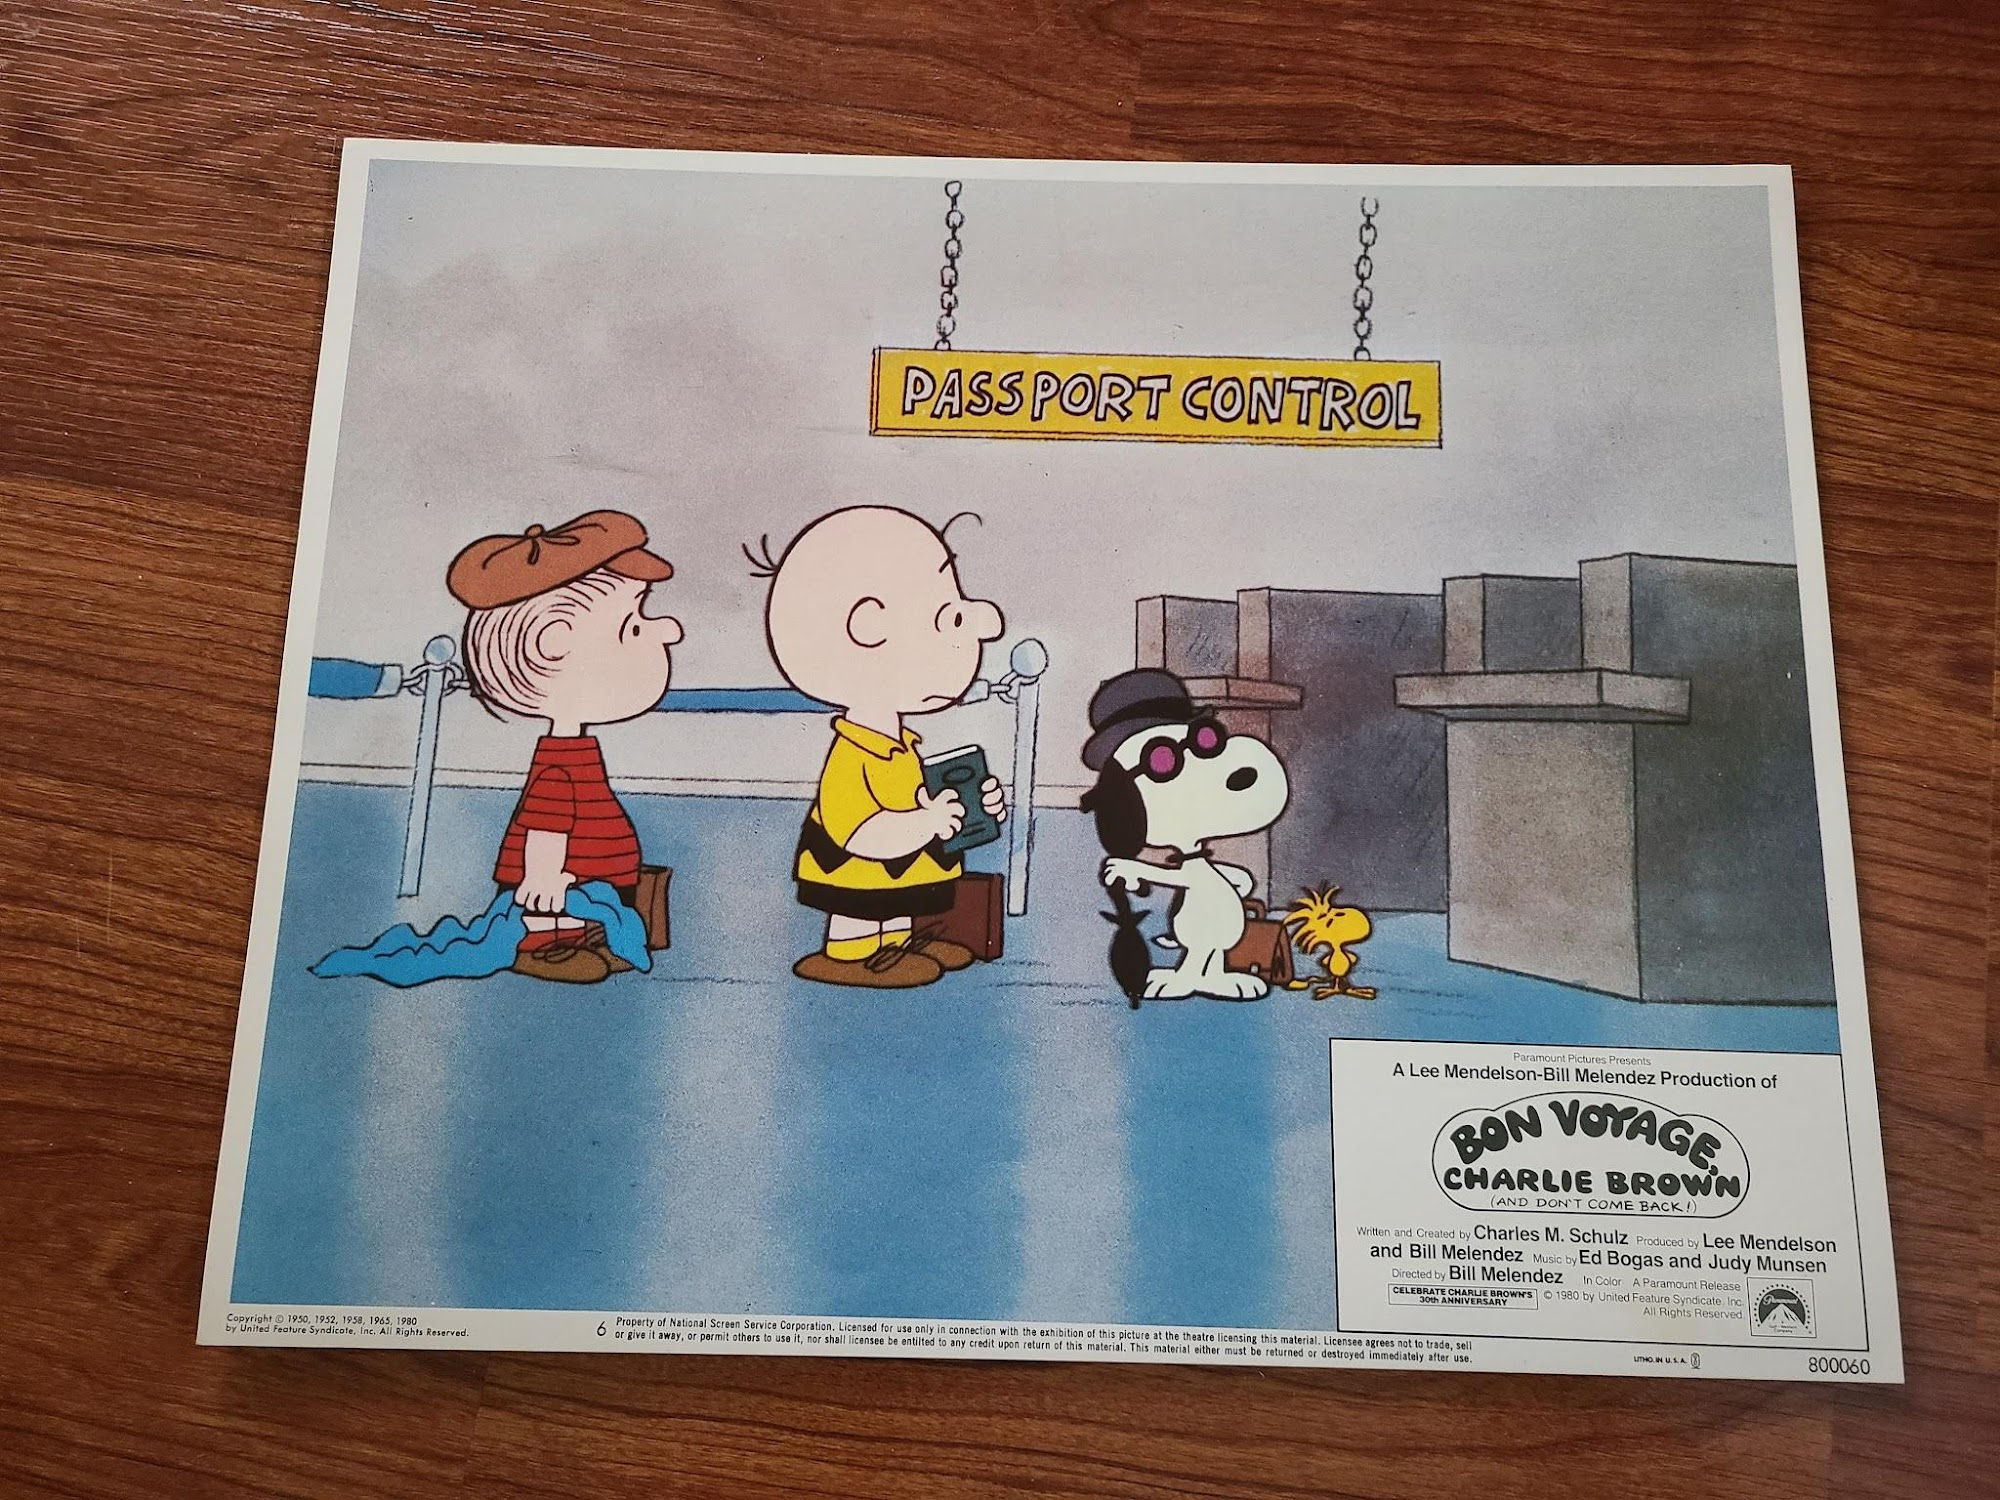 PASSPORT CONTROL
Paramount Pictures Presents
A Lee Mendelson-Bill Melendez Production of
BON VOYAGE,
CHARLIE BROWN
(AND DON'T COME BACK!)
Written and Created by Charles M. Schulz Produced by Lee Mendelson
and Bill Melendez Music by Ed Bogas and Judy Munsen
Directed by Bill Melendez In Color A Paramount Release
CELEBRATE CHARLIE BROWN'S
30th ANNIVERSARY
© 1980 by United Feature Syndicate, Inc.
All Rights Reserved.
Paramount
Copyright © 1950, 1952, 1958, 1965, 1980
by United Feature Syndicate, Inc. All Rights Reserved.
6
Property of National Screen Service Corporation. Licensed for use only in connection with the exhibition of this picture at the theatre licensing this material. Licensee agrees not to trade, sell
or give it away, or permit others to use it, nor shall licensee be entitled to any credit upon return of this material. This material either must be returned or destroyed immediately after use.
LITHO. IN U.S.A.
800060